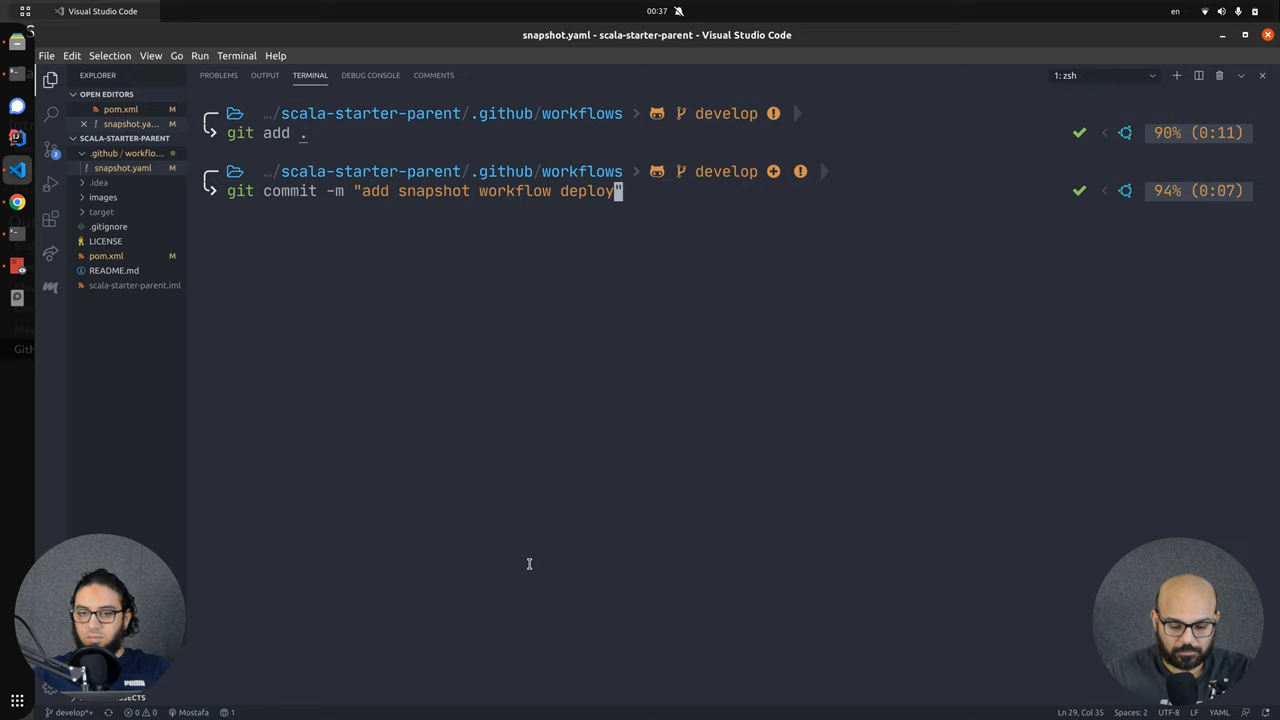 Visual Studio Code
00:37
en
snapshot.yaml - scala-starter-parent - Visual Studio Code
File Edit Selection View Go Run Terminal Help
EXPLORER
PROBLEMS OUTPUT TERMINAL DEBUG CONSOLE COMMENTS
1: zsh
OPEN EDITORS
pom.xml M
snapshot.ya... M
SCALA-STARTER-PARENT
.github / workflo...
snapshot.yaml M
.idea
images
target
.gitignore
LICENSE
pom.xml M
README.md
scala-starter-parent.iml
…/scala-starter-parent/.github/workflows develop
git add .
90% (0:11)
…/scala-starter-parent/.github/workflows develop
git commit -m "add snapshot workflow deploy"
94% (0:07)
2
develop*+ 0 0 Mostafa 1
Ln 29, Col 35 Spaces: 2 UTF-8 LF YAML